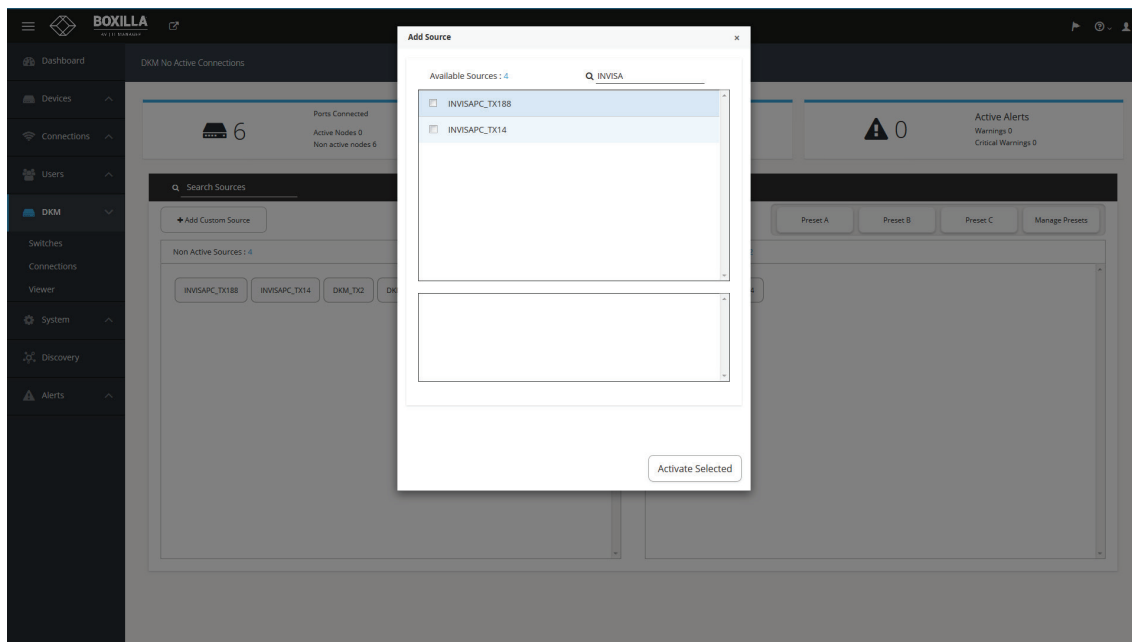 BOXILLA
DKM No Active Connections
Dashboard
Devices
Connections
Users
DKM
Switches
Connections
Viewer
System
Discovery
Alerts
6
Ports Connected
Active Nodes 0
Non active nodes 6
0
Active Alerts
Warnings 0
Critical Warnings 0
Search Sources
+ Add Custom Source
Preset A
Preset B
Preset C
Manage Presets
Non Active Sources : 4
INVISAPC_TX188
INVISAPC_TX14
DKM_TX2
DK
4
Add Source
×
Available Sources : 4
INVISA
INVISAPC_TX188
INVISAPC_TX14
Activate Selected